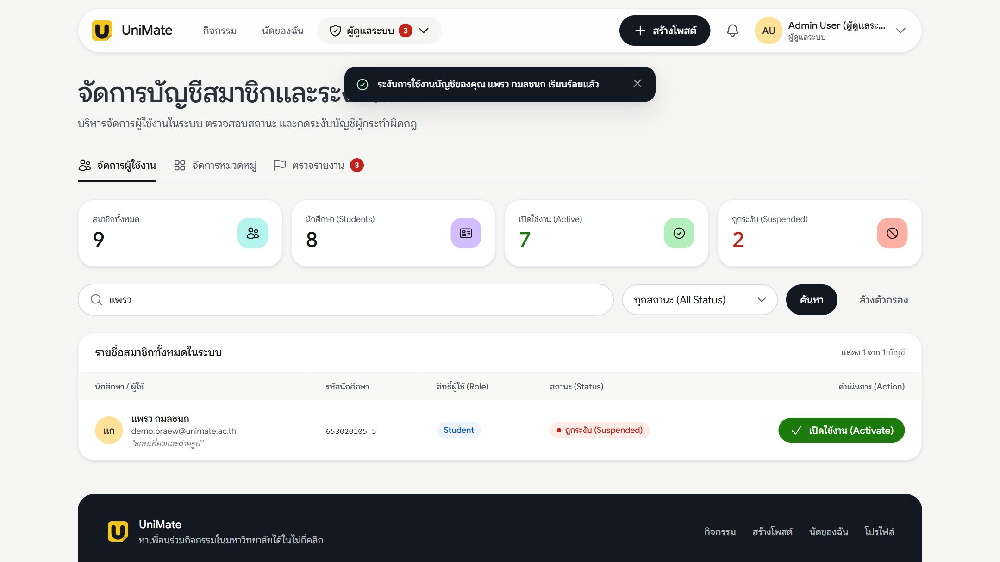 UniMate
กิจกรรม
นัดของฉัน
ผู้ดูแลระบบ 3
สร้างโพสต์
AU
Admin User (ผู้ดูแลระ...
ผู้ดูแลระบบ
ระงับการใช้งานบัญชีของคุณ แพรว กมลชนก เรียบร้อยแล้ว
จัดการบัญชีสมาชิกและระ
บริหารจัดการผู้ใช้งานในระบบ ตรวจสอบสถานะ และกดระงับบัญชีผู้กระทำผิดกฎ
จัดการผู้ใช้งาน
จัดการหมวดหมู่
ตรวจรายงาน 3
สมาชิกทั้งหมด
9
นักศึกษา (Students)
8
เปิดใช้งาน (Active)
7
ถูกระงับ (Suspended)
2
แพรว
ทุกสถานะ (All Status)
ค้นหา
ล้างตัวกรอง
รายชื่อสมาชิกทั้งหมดในระบบ
แสดง 1 จาก 1 บัญชี
นักศึกษา / ผู้ใช้
รหัสนักศึกษา
สิทธิ์ผู้ใช้ (Role)
สถานะ (Status)
ดำเนินการ (Action)
แก
แพรว กมลชนก
demo.praew@unimate.ac.th
"ชอบเที่ยวและถ่ายรูป"
653020105-5
Student
ถูกระงับ (Suspended)
เปิดใช้งาน (Activate)
UniMate
หาเพื่อนร่วมกิจกรรมในมหาวิทยาลัยได้ในไม่กี่คลิก
กิจกรรม
สร้างโพสต์
นัดของฉัน
โปรไฟล์